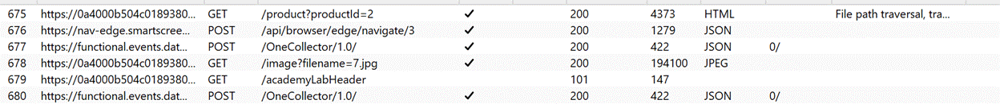 675 https://0a4000b504c0189380... GET /product?productId=2 ✓ 200 4373 HTML File path traversal, tra...
676 https://nav-edge.smartscree... POST /api/browser/edge/navigate/3 ✓ 200 1279 JSON
677 https://functional.events.dat... POST /OneCollector/1.0/ ✓ 200 422 JSON 0/
678 https://0a4000b504c0189380... GET /image?filename=7.jpg ✓ 200 194100 JPEG
679 https://0a4000b504c0189380... GET /academyLabHeader 101 147
680 https://functional.events.dat... POST /OneCollector/1.0/ ✓ 200 422 JSON 0/